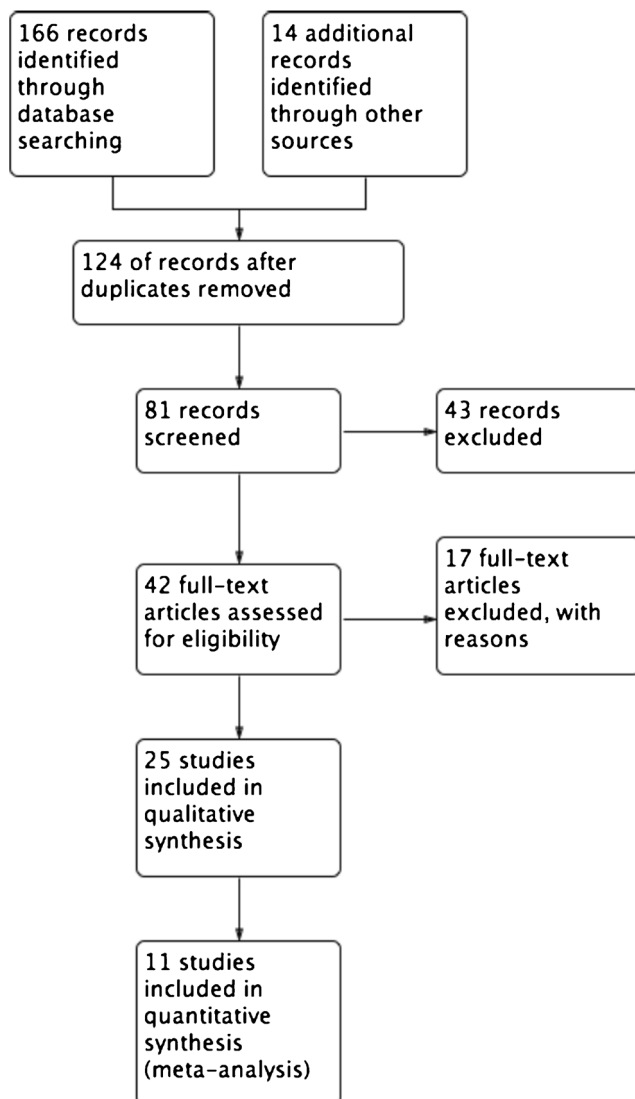 166 records
identified
through
database
searching
14 additional
records
identified
through other
sources
124 of records after
duplicates removed
81 records
screened
43 records
excluded
42 full-text
articles assessed
for eligibility
17 full-text
articles
excluded, with
reasons
25 studies
included in
qualitative
synthesis
11 studies
included in
quantitative
synthesis
(meta-analysis)